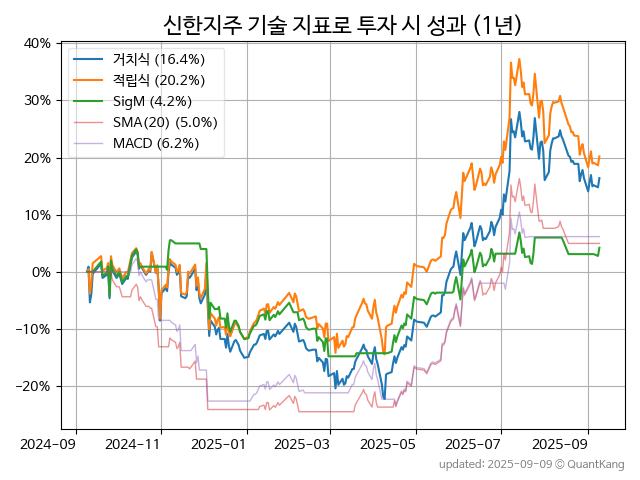 신한지주 기술 지표로 투자 시 성과 (1년)
40%
30%
20%
10%
0%
−10%
−20%
거치식 (16.4%)
적립식 (20.2%)
SigM (4.2%)
SMA(20) (5.0%)
MACD (6.2%)
2024-09 2024-11 2025-01 2025-03 2025-05 2025-07 2025-09
updated: 2025-09-09 © QuantKang